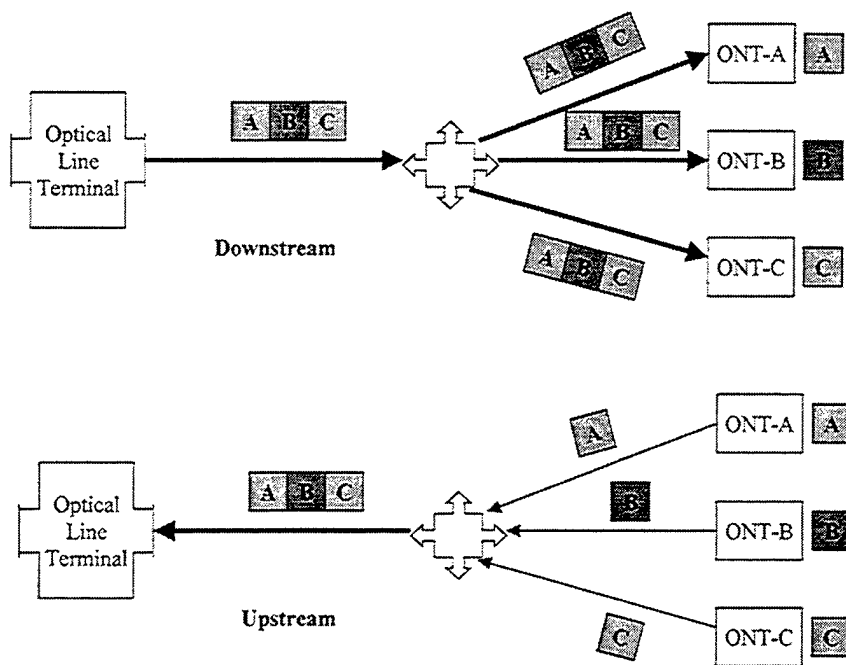 A B C
ONT-A A
Optical
Line
Terminal
A B C
A B C
ONT-B B
Downstream
A B C
ONT-C C
A
ONT-A A
Optical
Line
Terminal
A B C
B
ONT-B B
Upstream
C
ONT-C C